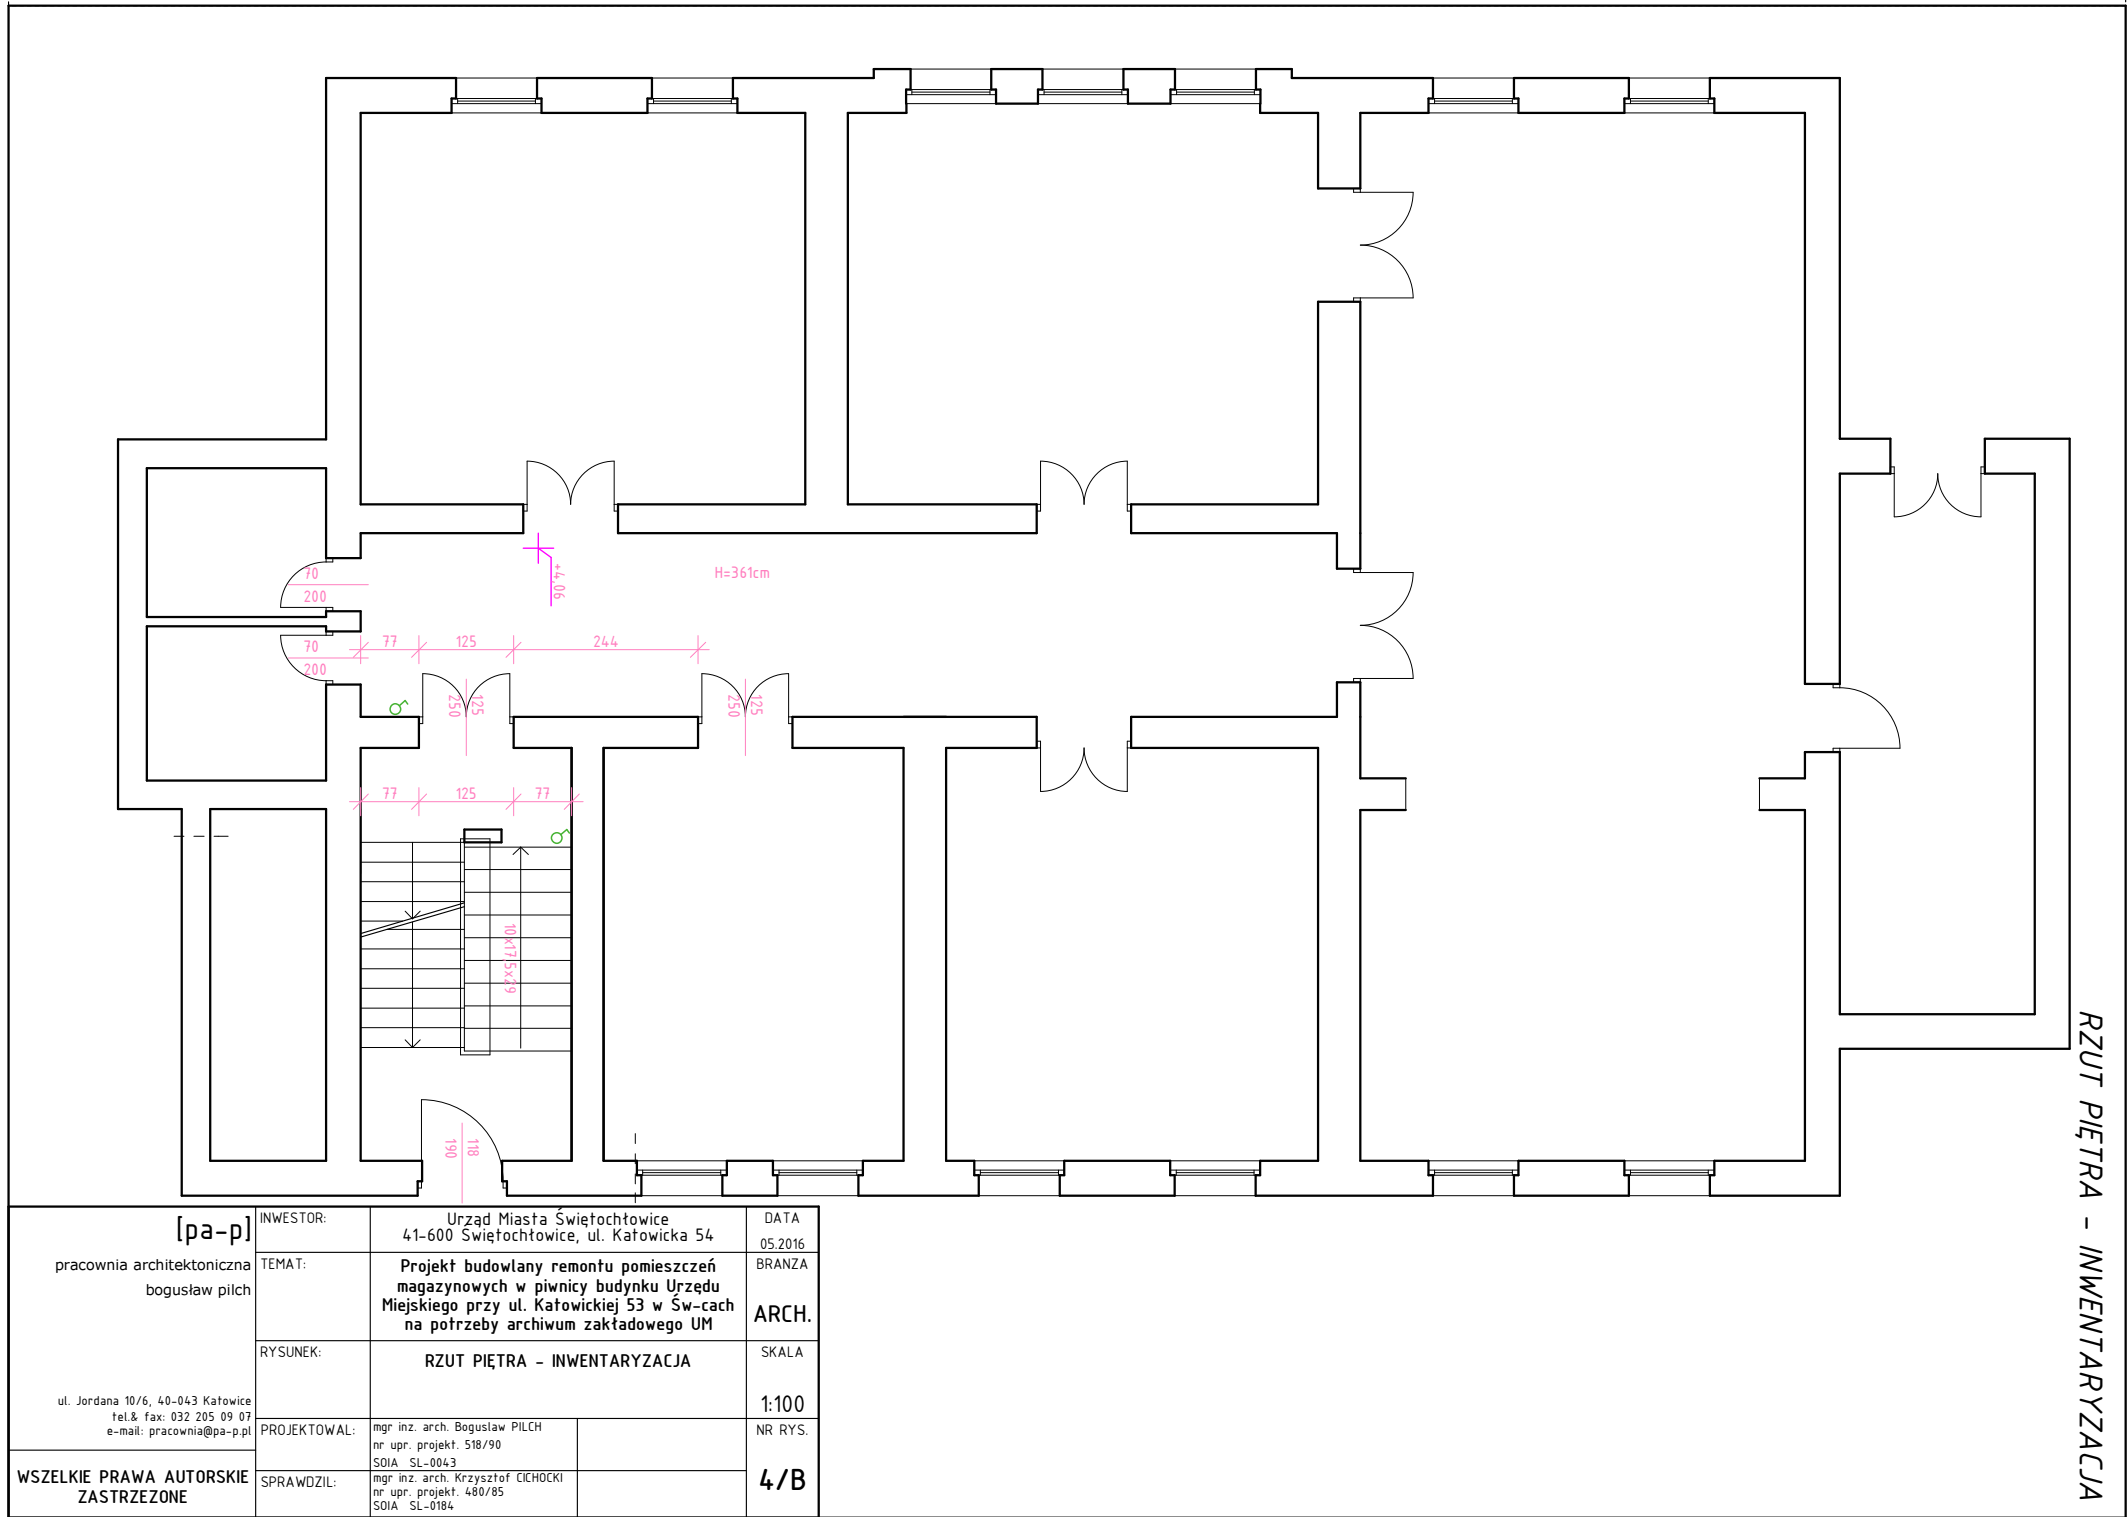 70
200
70
200
+4,06
H=361cm
77
125
244
125
250
125
250
77
125
77
10x17,5x29
118
190
RZUT PIĘTRA - INWENTARYZACJA
[pa-p]
pracownia architektoniczna
bogusław pilch
ul. Jordana 10/6, 40-043 Katowice
tel.& fax: 032 205 09 07
e-mail: pracownia@pa-p.pl
WSZELKIE PRAWA AUTORSKIE
ZASTRZEZONE
INWESTOR:
Urząd Miasta Świętochłowice
41-600 Świętochłowice, ul. Katowicka 54
DATA
05.2016
TEMAT:
Projekt budowlany remontu pomieszczeń
magazynowych w piwnicy budynku Urzędu
Miejskiego przy ul. Katowickiej 53 w Św-cach
na potrzeby archiwum zakładowego UM
BRANZA
ARCH.
RYSUNEK:
RZUT PIĘTRA - INWENTARYZACJA
SKALA
1:100
PROJEKTOWAL:
mgr inz. arch. Boguslaw PILCH
nr upr. projekt. 518/90
SOIA SL-0043
NR RYS.
4/B
SPRAWDZIL:
mgr inz. arch. Krzysztof CICHOCKI
nr upr. projekt. 480/85
SOIA SL-0184